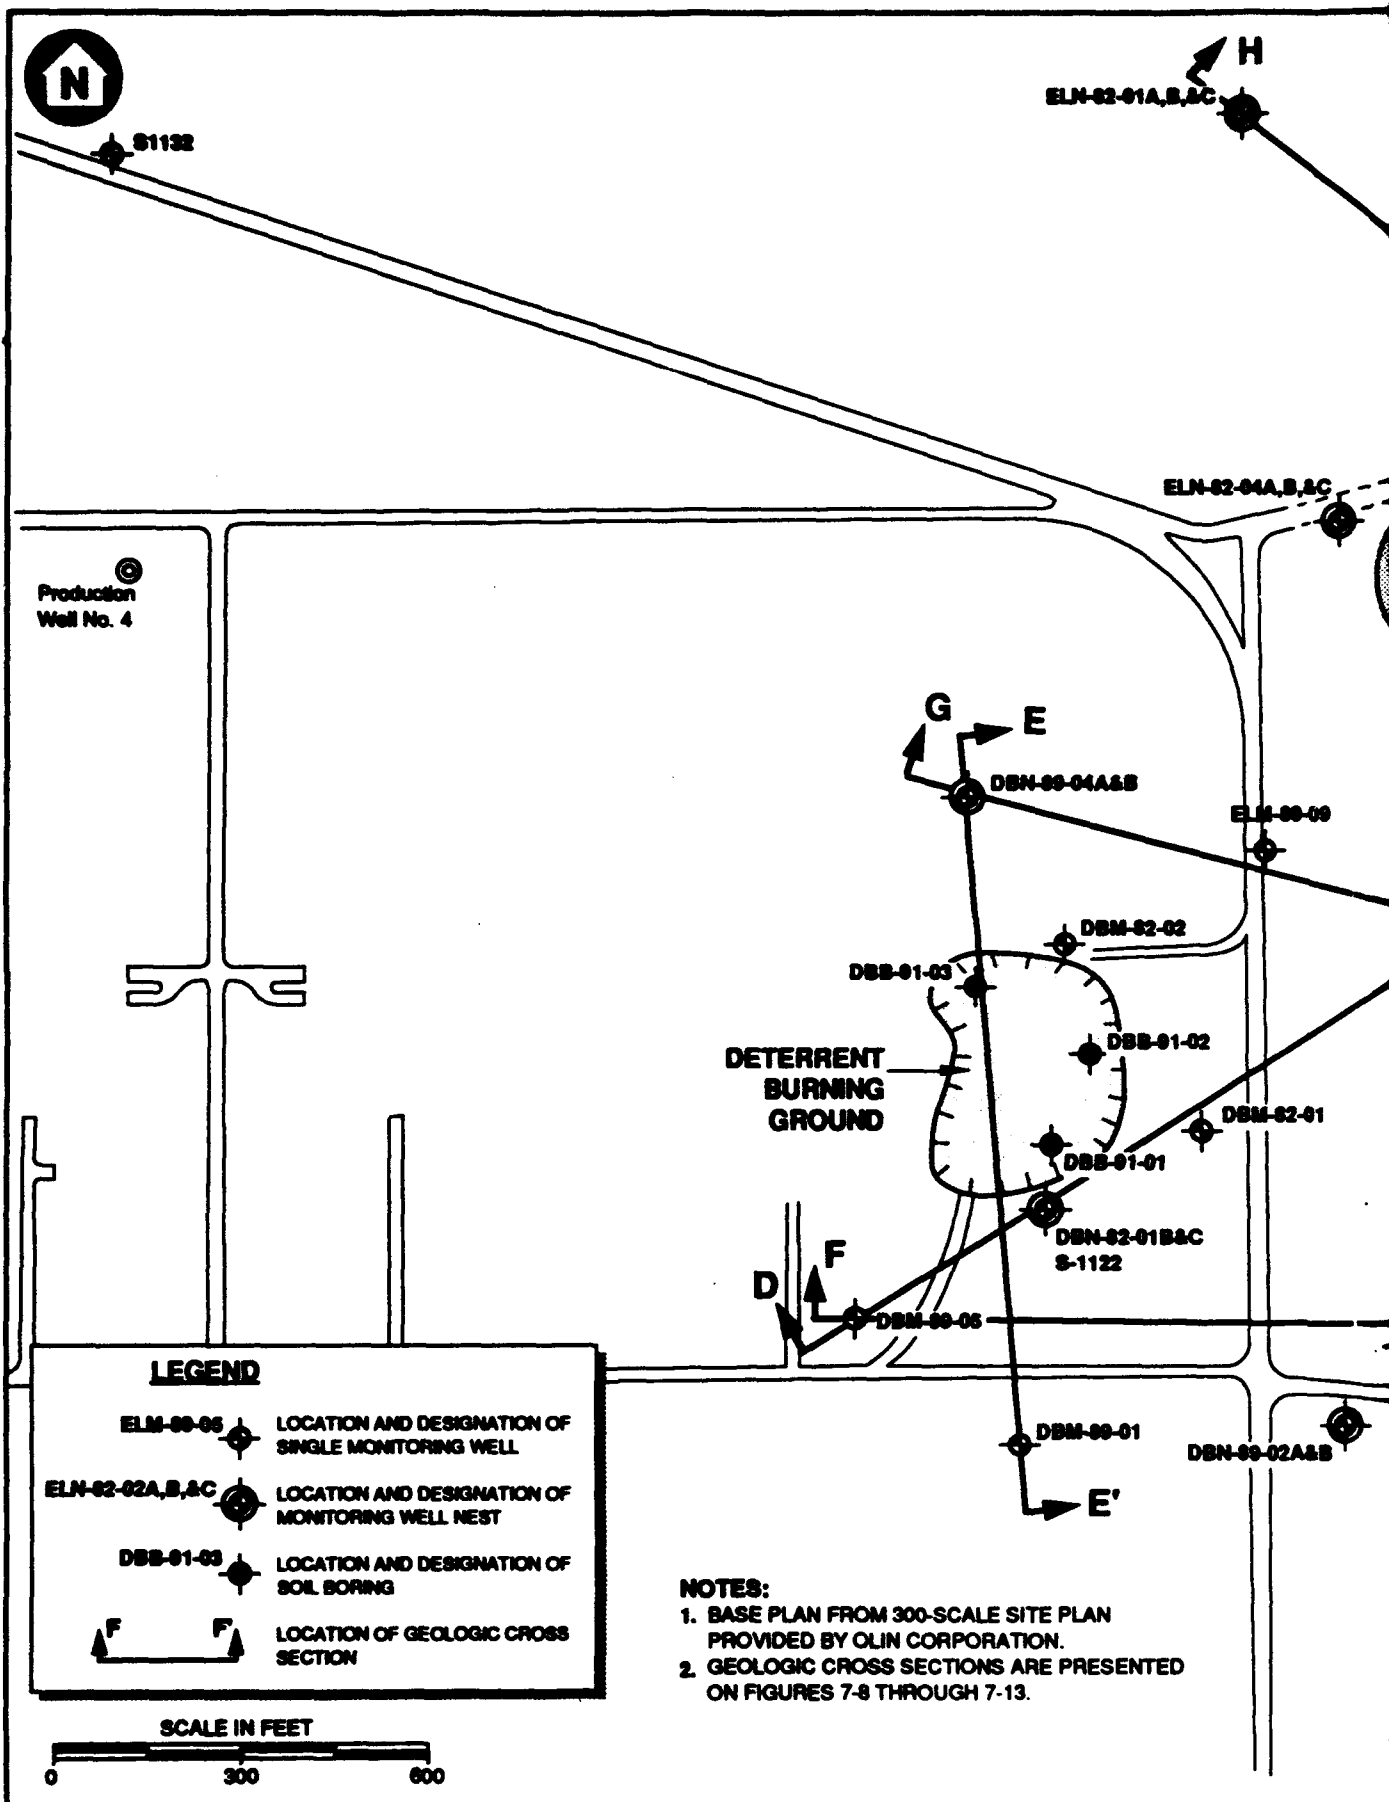 N
H
ELN-82-01A,B,&C
S1132
ELN-82-04A,B,&C
Production
Well No. 4
G
E
DBN-89-04A&B
ELM-89-09
DBM-82-02
DBB-91-03
DBB-91-02
DETERRENT
BURNING
GROUND
DBM-82-01
DBB-91-01
DBN-82-01B&C
S-1122
F
D
DBM-89-05
LEGEND
ELM-89-05
LOCATION AND DESIGNATION OF
SINGLE MONITORING WELL
DBM-89-01
DBN-89-02A&B
ELN-82-02A,B,&C
LOCATION AND DESIGNATION OF
MONITORING WELL NEST
E'
DBB-91-03
LOCATION AND DESIGNATION OF
SOIL BORING
F F'
LOCATION OF GEOLOGIC CROSS
SECTION
NOTES:
1. BASE PLAN FROM 300-SCALE SITE PLAN
PROVIDED BY OLIN CORPORATION.
2. GEOLOGIC CROSS SECTIONS ARE PRESENTED
ON FIGURES 7-8 THROUGH 7-13.
SCALE IN FEET
0 300 600